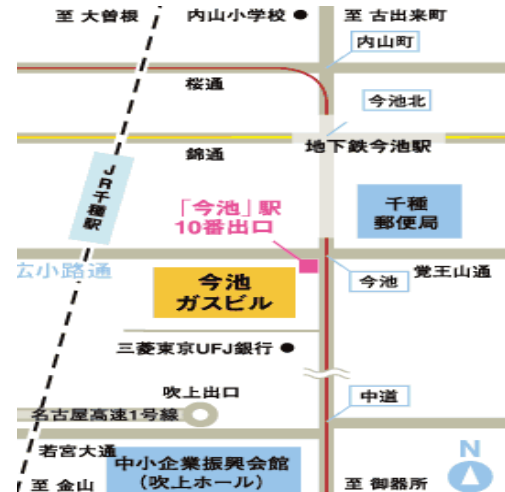 至 大曽根
内山小学校
至 古出来町
内山町
桜通
今池北
地下鉄今池駅
錦通
JR千種駅
千種
郵便局
「今池」駅
10番出口
広小路通
今池
覚王山通
今池
ガスビル
三菱東京UFJ銀行
吹上出口
中道
名古屋高速1号線
若宮大通
中小企業振興会館
(吹上ホール)
至 金山
至 御器所
N